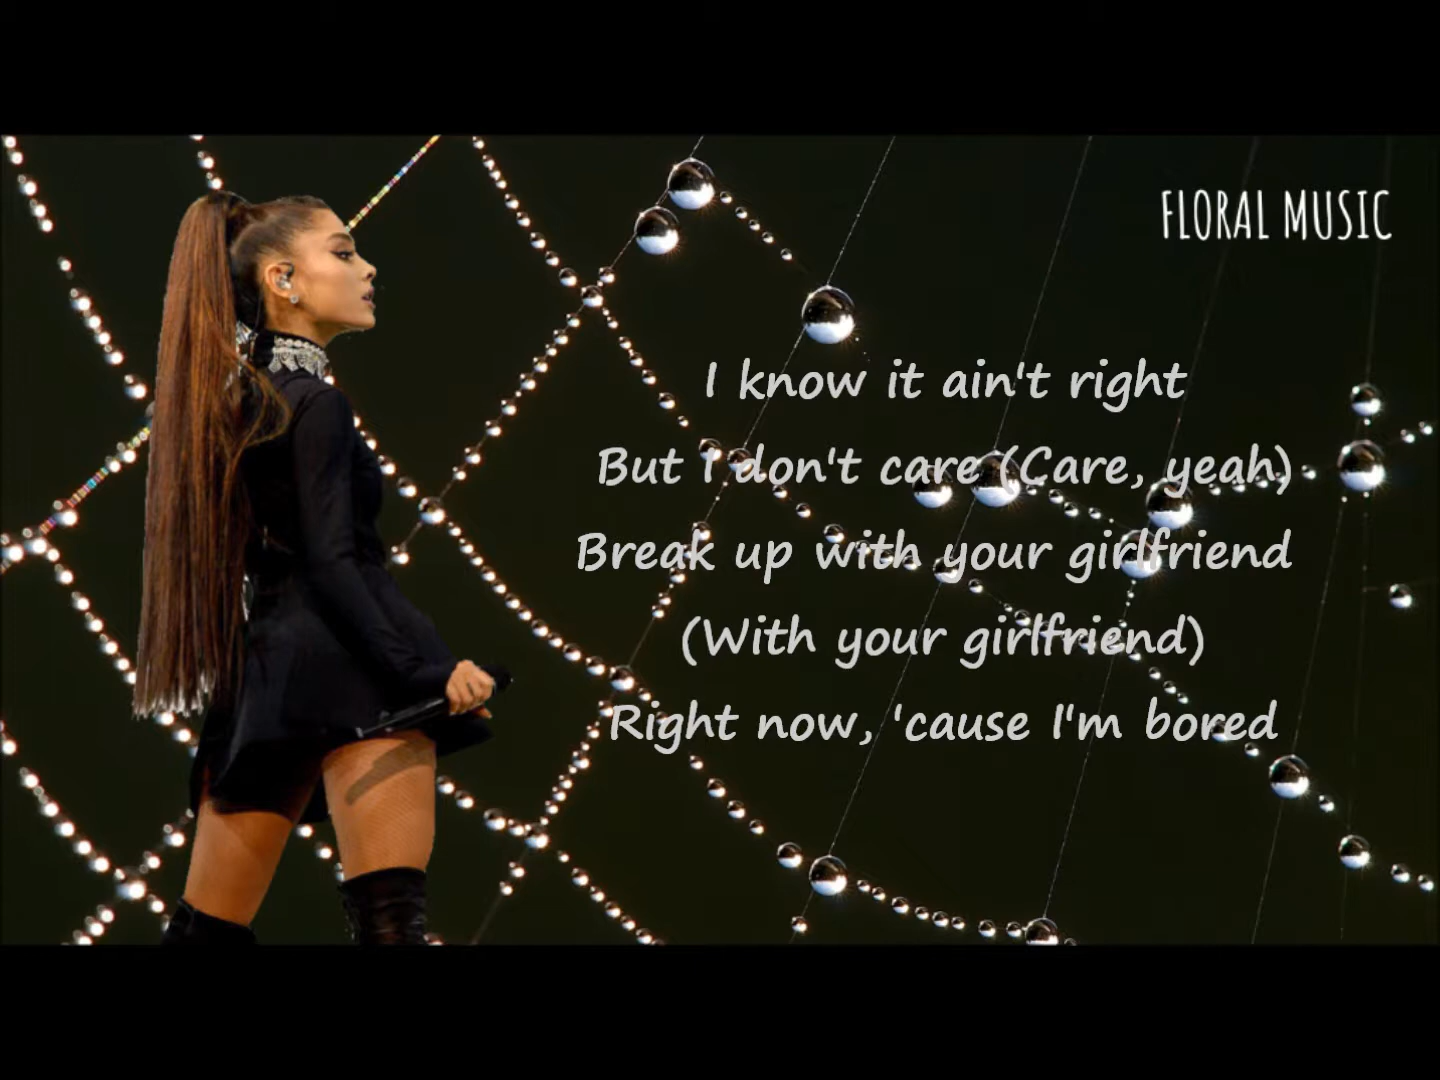 FLORAL MUSIC
I know it ain't right
But I don't care (Care, yeah)
Break up with your girlfriend
(With your girlfriend)
Right now, 'cause I'm bored